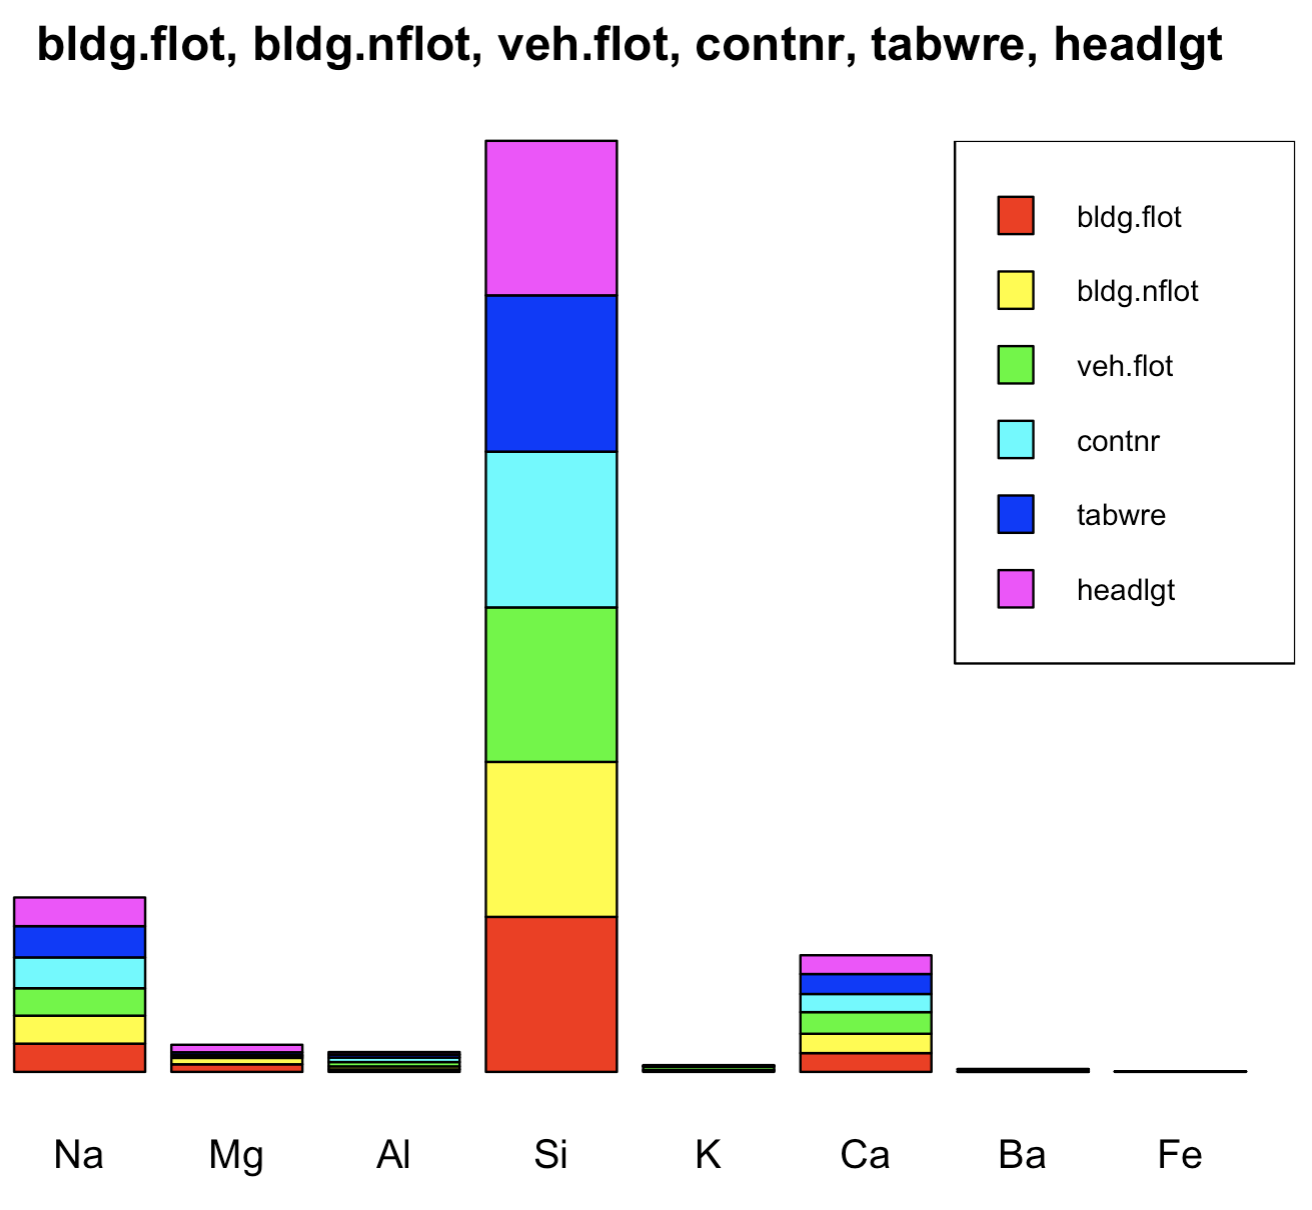 bldg.flot, bldg.nflot, veh.flot, contnr, tabwre, headlgt
bldg.flot
bldg.nflot
veh.flot
contnr
tabwre
headlgt
Na Mg Al Si K Ca Ba Fe